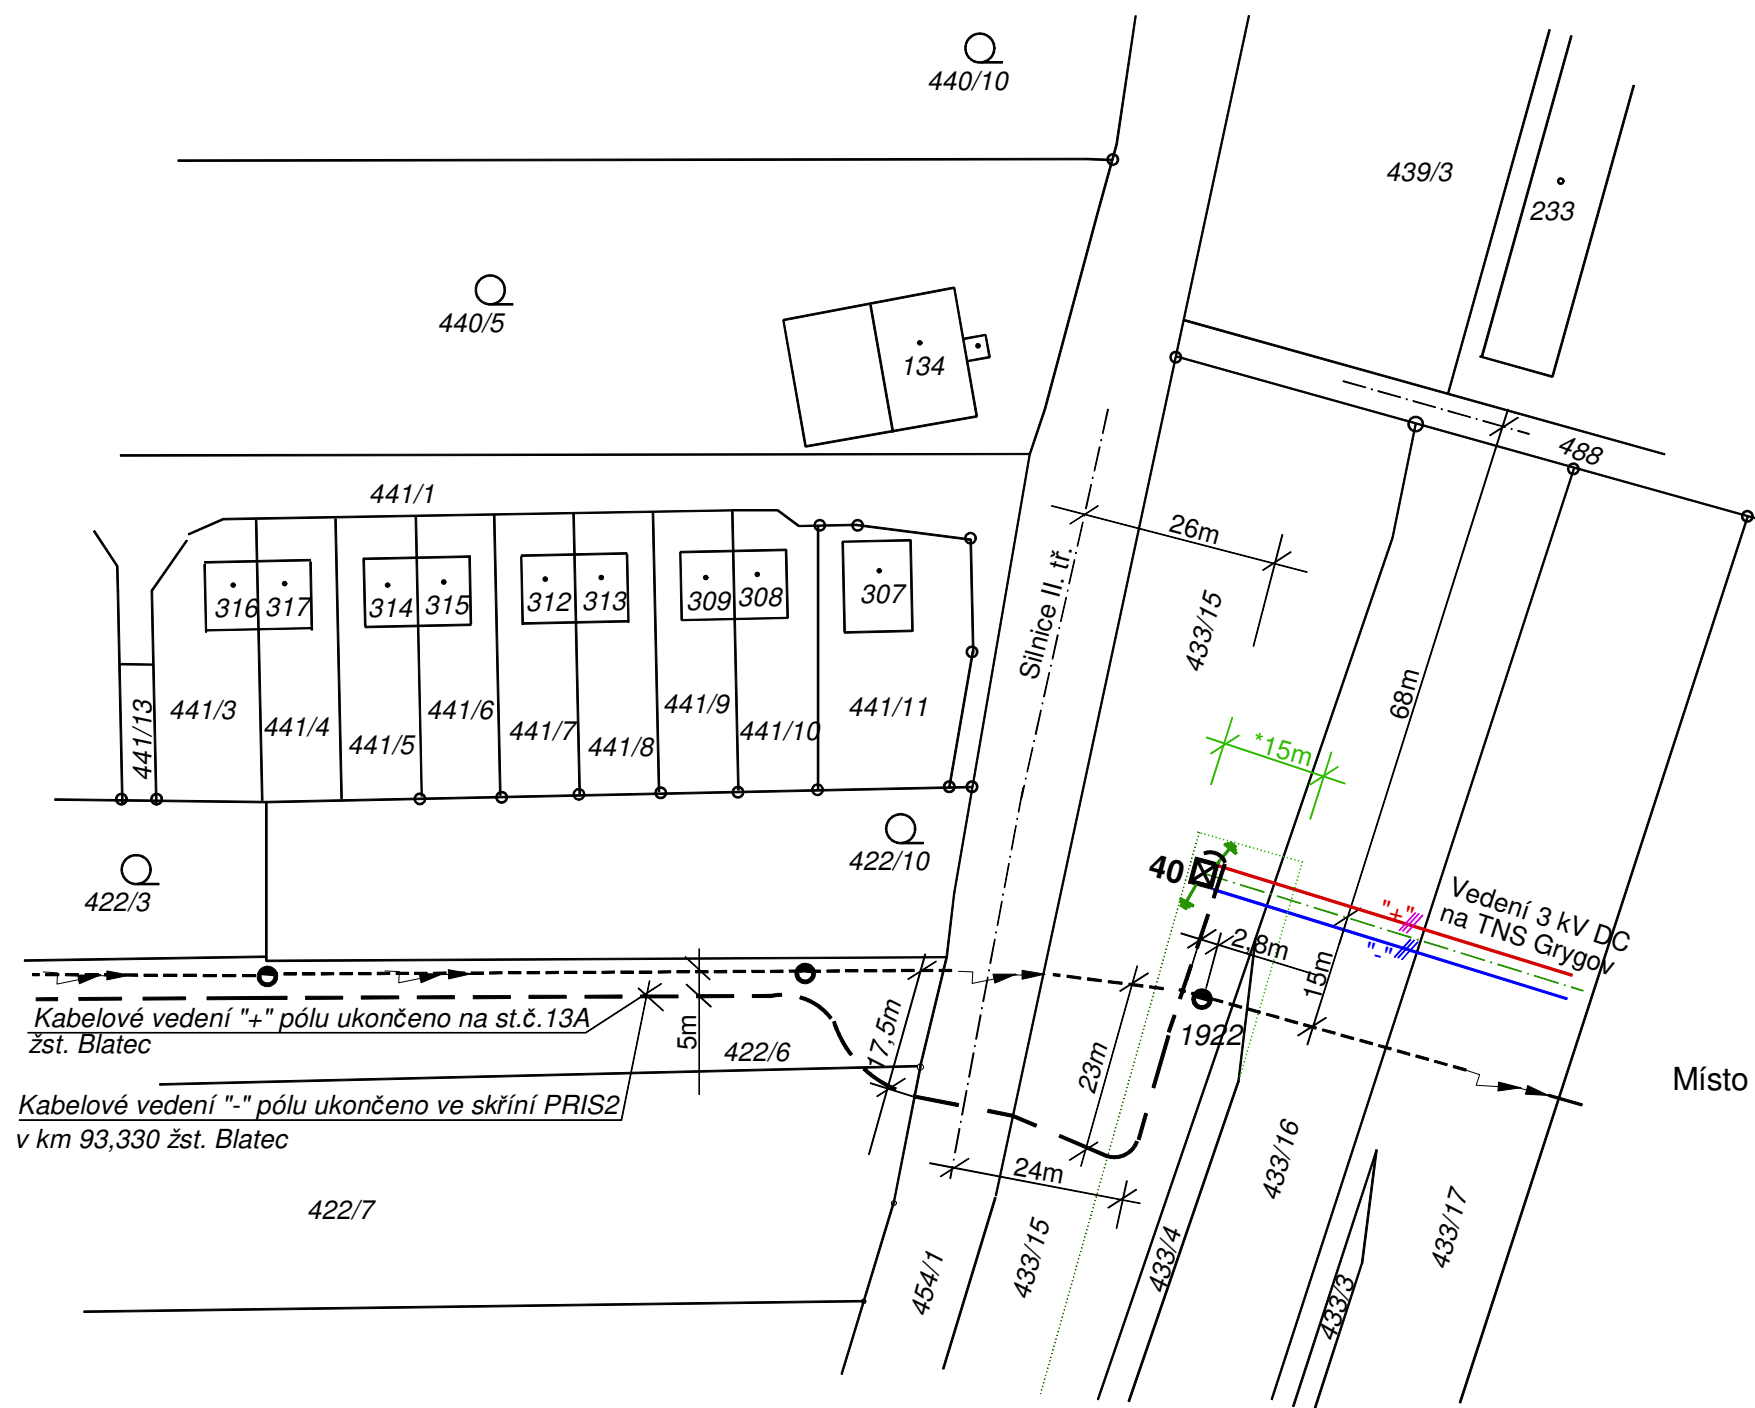 440/10
439/3
233
440/5
134
488
441/1
26m
316
317
314
315
312
313
309
308
307
Silnice II. tř.
433/15
68m
441/13
441/3
441/4
441/5
441/6
441/7
441/8
441/9
441/10
441/11
*15m
422/3
422/10
40
"+"
"-"
Vedení 3 kV DC
na TNS Grygov
2,8m
15m
Kabelové vedení "+" pólu ukončeno na st.č.13A
žst. Blatec
5m
422/6
17,5m
23m
1922
Místo
Kabelové vedení "-" pólu ukončeno ve skříní PRIS2
v km 93,330 žst. Blatec
24m
422/7
454/1
433/15
433/4
433/16
433/3
433/17